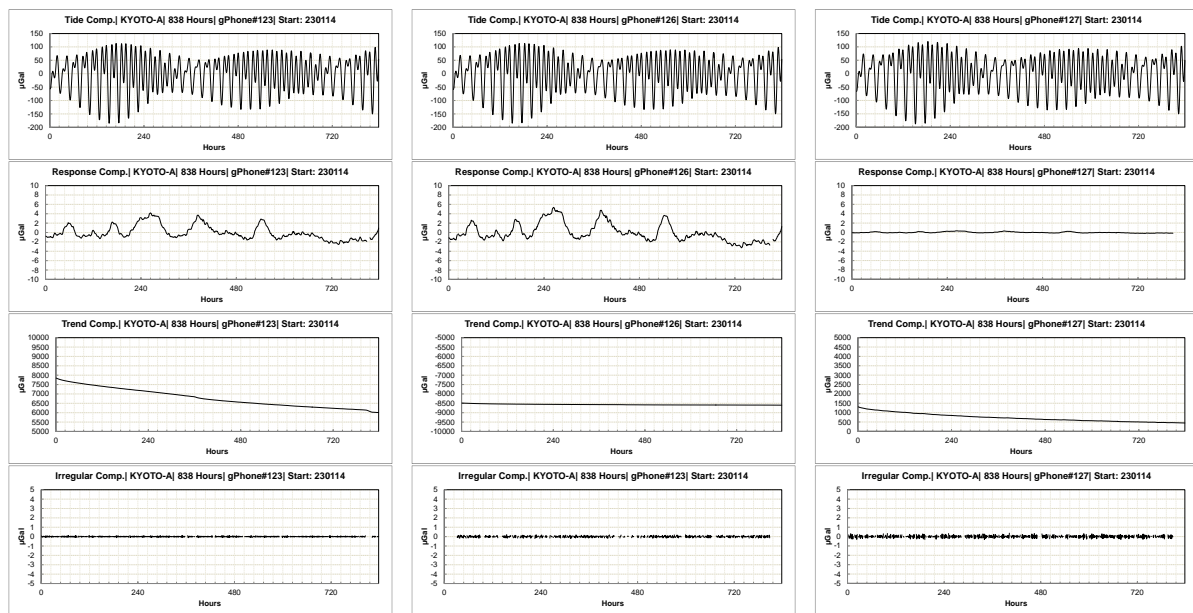 Tide Comp.| KYOTO-A| 838 Hours| gPhone#123| Start: 230114
150
100
50
0
-50
-100
-150
-200
µGal
0 240 480 720
Hours
Tide Comp.| KYOTO-A| 838 Hours| gPhone#126| Start: 230114
150
100
50
0
-50
-100
-150
-200
µGal
0 240 480 720
Hours
Tide Comp.| KYOTO-A| 838 Hours| gPhone#127| Start: 230114
150
100
50
0
-50
-100
-150
-200
µGal
0 240 480 720
Hours
Response Comp.| KYOTO-A| 838 Hours| gPhone#123| Start: 230114
10
8
6
4
2
0
-2
-4
-6
-8
-10
µGal
0 240 480 720
Hours
Response Comp.| KYOTO-A| 838 Hours| gPhone#126| Start: 230114
10
8
6
4
2
0
-2
-4
-6
-8
-10
µGal
0 240 480 720
Hours
Response Comp.| KYOTO-A| 838 Hours| gPhone#127| Start: 230114
10
8
6
4
2
0
-2
-4
-6
-8
-10
µGal
0 240 480 720
Hours
Trend Comp.| KYOTO-A| 838 Hours| gPhone#123| Start: 230114
10000
9500
9000
8500
8000
7500
7000
6500
6000
5500
5000
µGal
0 240 480 720
Hours
Trend Comp.| KYOTO-A| 838 Hours| gPhone#126| Start: 230114
-5000
-5500
-6000
-6500
-7000
-7500
-8000
-8500
-9000
-9500
-10000
µGal
0 240 480 720
Hours
Trend Comp.| KYOTO-A| 838 Hours| gPhone#127| Start: 230114
5000
4500
4000
3500
3000
2500
2000
1500
1000
500
0
µGal
0 240 480 720
Hours
Irregular Comp.| KYOTO-A| 838 Hours| gPhone#123| Start: 230114
5
4
3
2
1
0
-1
-2
-3
-4
-5
µGal
0 240 480 720
Hours
Irregular Comp.| KYOTO-A| 838 Hours| gPhone#123| Start: 230114
5
4
3
2
1
0
-1
-2
-3
-4
-5
µGal
0 240 480 720
Hours
Irregular Comp.| KYOTO-A| 838 Hours| gPhone#127| Start: 230114
5
4
3
2
1
0
-1
-2
-3
-4
-5
µGal
0 240 480 720
Hours